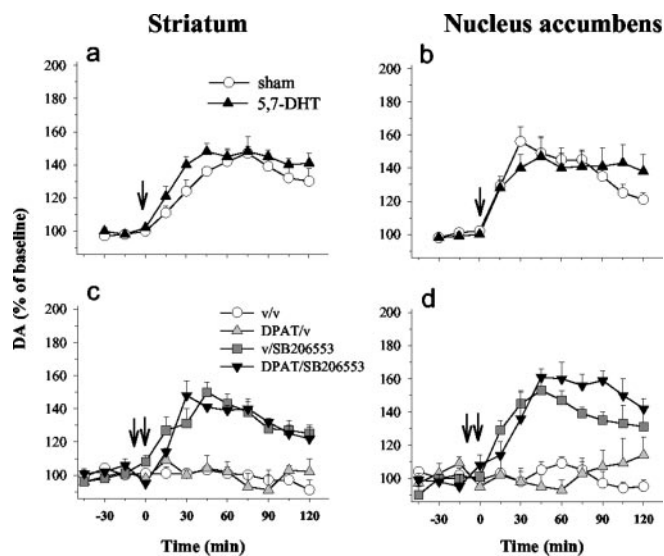 Striatum
Nucleus accumbens
a
b
sham
5,7-DHT
200
180
160
140
120
100
200
180
160
140
120
100
-30 0 30 60 90 120
-30 0 30 60 90 120
DA (% of baseline)
c
d
v/v
DPAT/v
v/SB206553
DPAT/SB206553
200
180
160
140
120
100
200
180
160
140
120
100
-30 0 30 60 90 120
-30 0 30 60 90 120
Time (min)
Time (min)